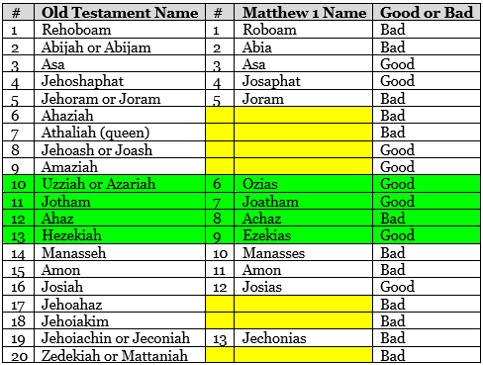 # Old Testament Name # Matthew 1 Name Good or Bad
1 Rehoboam 1 Roboam Bad
2 Abijah or Abijam 2 Abia Bad
3 Asa 3 Asa Good
4 Jehoshaphat 4 Josaphat Good
5 Jehoram or Joram 5 Joram Bad
6 Ahaziah Bad
7 Athaliah (queen) Bad
8 Jehoash or Joash Good
9 Amaziah Good
10 Uzziah or Azariah 6 Ozias Good
11 Jotham 7 Joatham Good
12 Ahaz 8 Achaz Bad
13 Hezekiah 9 Ezekias Good
14 Manasseh 10 Manasses Bad
15 Amon 11 Amon Bad
16 Josiah 12 Josias Good
17 Jehoahaz Bad
18 Jehoiakim Bad
19 Jehoiachin or Jeconiah 13 Jechonias Bad
20 Zedekiah or Mattaniah Bad